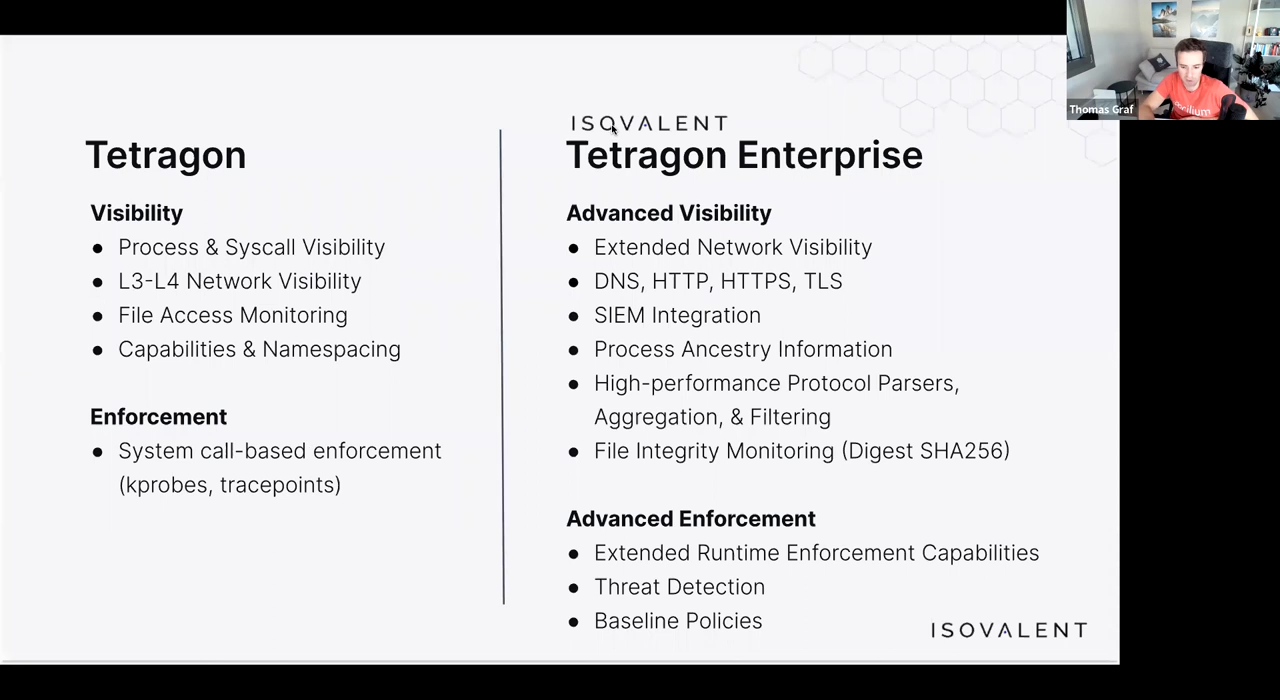 Thomas Graf
ISOVALENT
Tetragon
Tetragon Enterprise
Visibility
● Process & Syscall Visibility
● L3-L4 Network Visibility
● File Access Monitoring
● Capabilities & Namespacing
Enforcement
● System call-based enforcement
(kprobes, tracepoints)
Advanced Visibility
● Extended Network Visibility
● DNS, HTTP, HTTPS, TLS
● SIEM Integration
● Process Ancestry Information
● High-performance Protocol Parsers,
Aggregation, & Filtering
● File Integrity Monitoring (Digest SHA256)
Advanced Enforcement
● Extended Runtime Enforcement Capabilities
● Threat Detection
● Baseline Policies
ISOVALENT